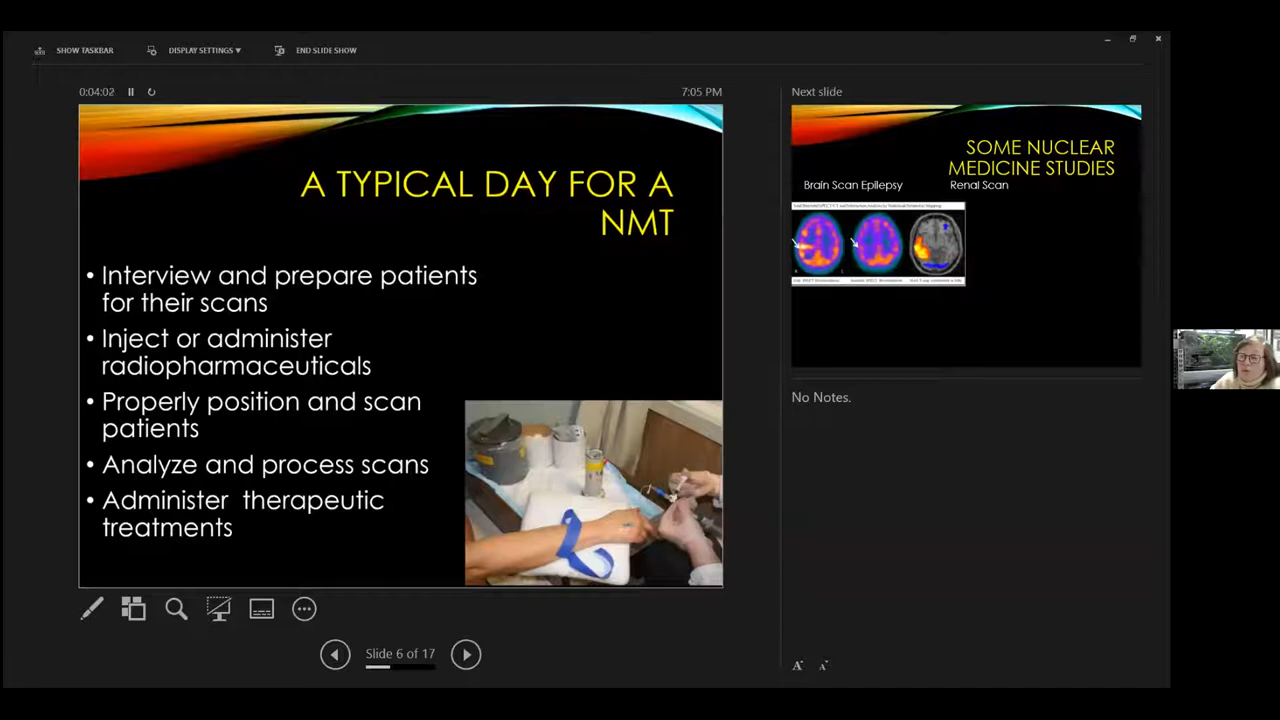 SHOW TASKBAR
DISPLAY SETTINGS ▾
END SLIDE SHOW
0:04:02
7:05 PM
A TYPICAL DAY FOR A
NMT
• Interview and prepare patients
for their scans
• Inject or administer
radiopharmaceuticals
• Properly position and scan
patients
• Analyze and process scans
• Administer therapeutic
treatments
Slide 6 of 17
Next slide
SOME NUCLEAR
MEDICINE STUDIES
Brain Scan Epilepsy
Renal Scan
No Notes.
A
A